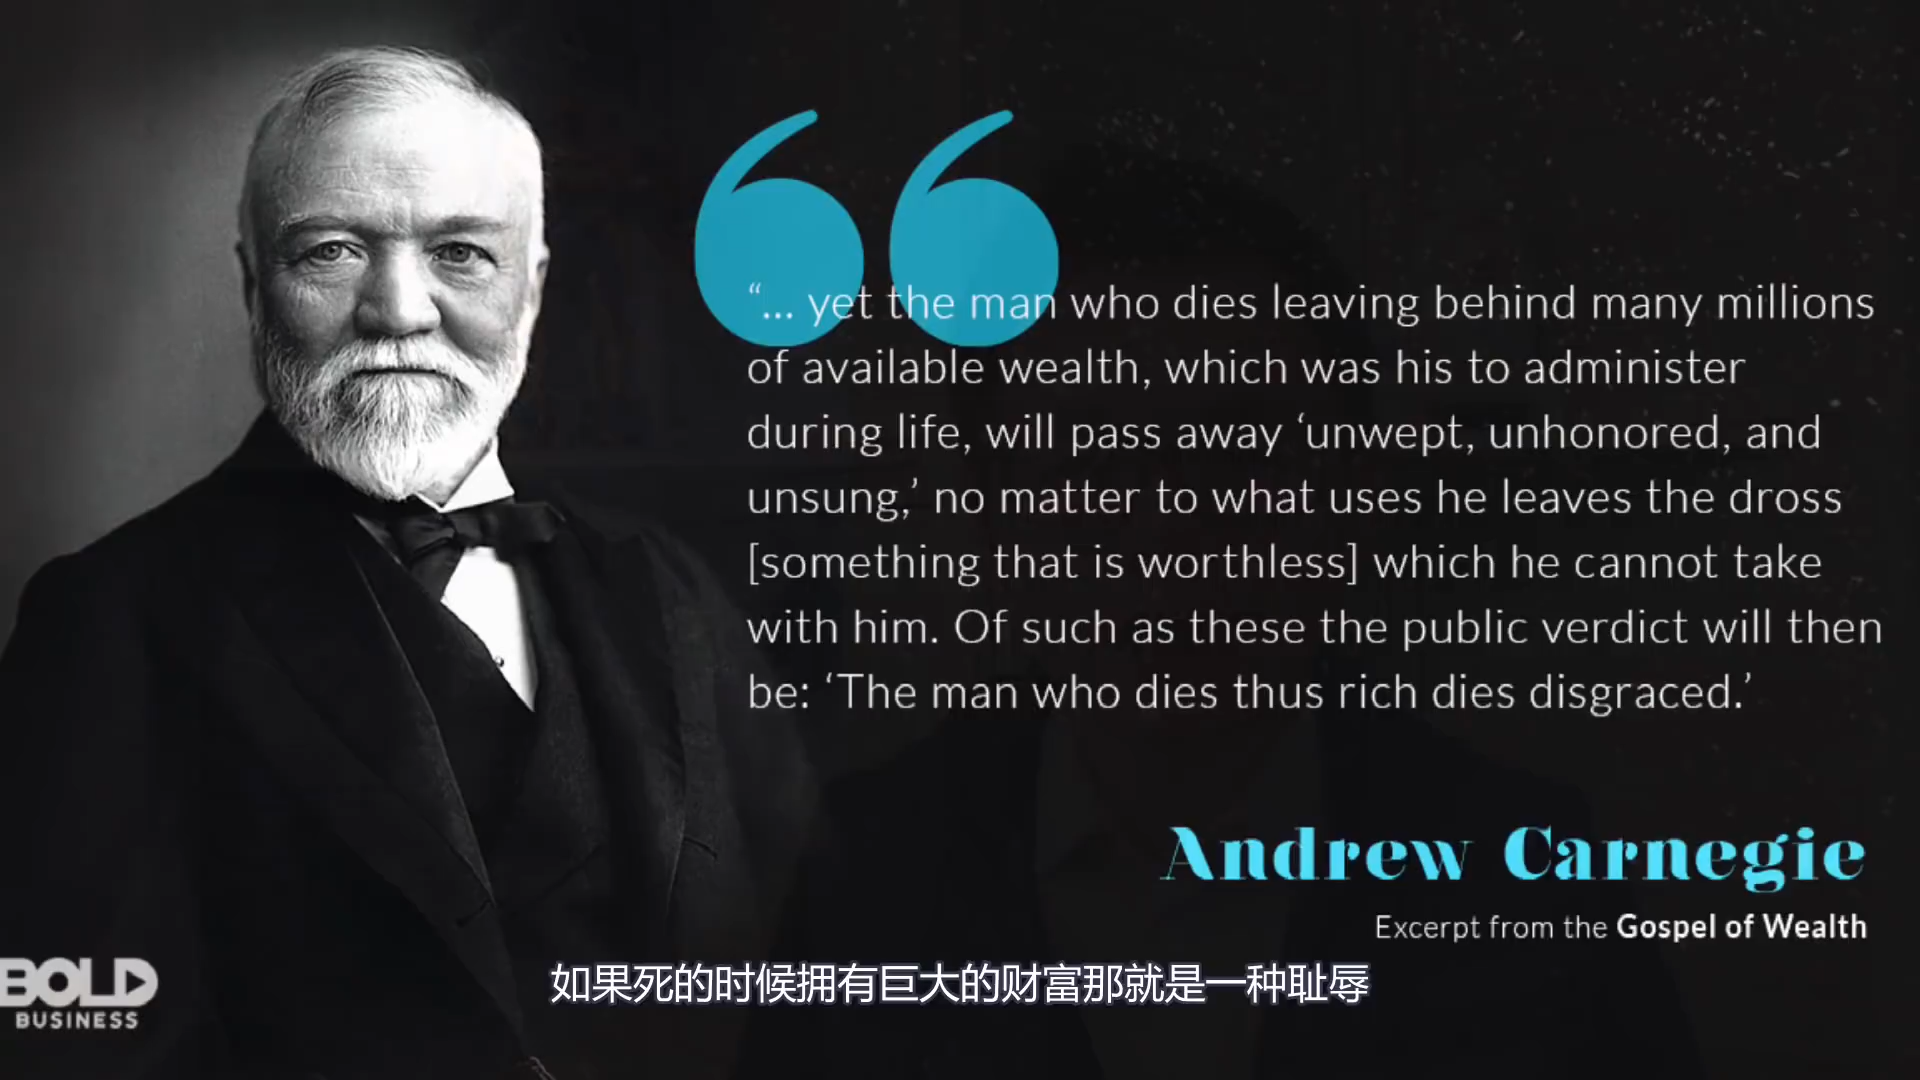 “... yet the man who dies leaving behind many millions
of available wealth, which was his to administer
during life, will pass away ‘unwept, unhonored, and
unsung,’ no matter to what uses he leaves the dross
[something that is worthless] which he cannot take
with him. Of such as these the public verdict will then
be: ‘The man who dies thus rich dies disgraced.’
Andrew Carnegie
Excerpt from the Gospel of Wealth
BOLD
BUSINESS
如果死的时候拥有巨大的财富那就是一种耻辱